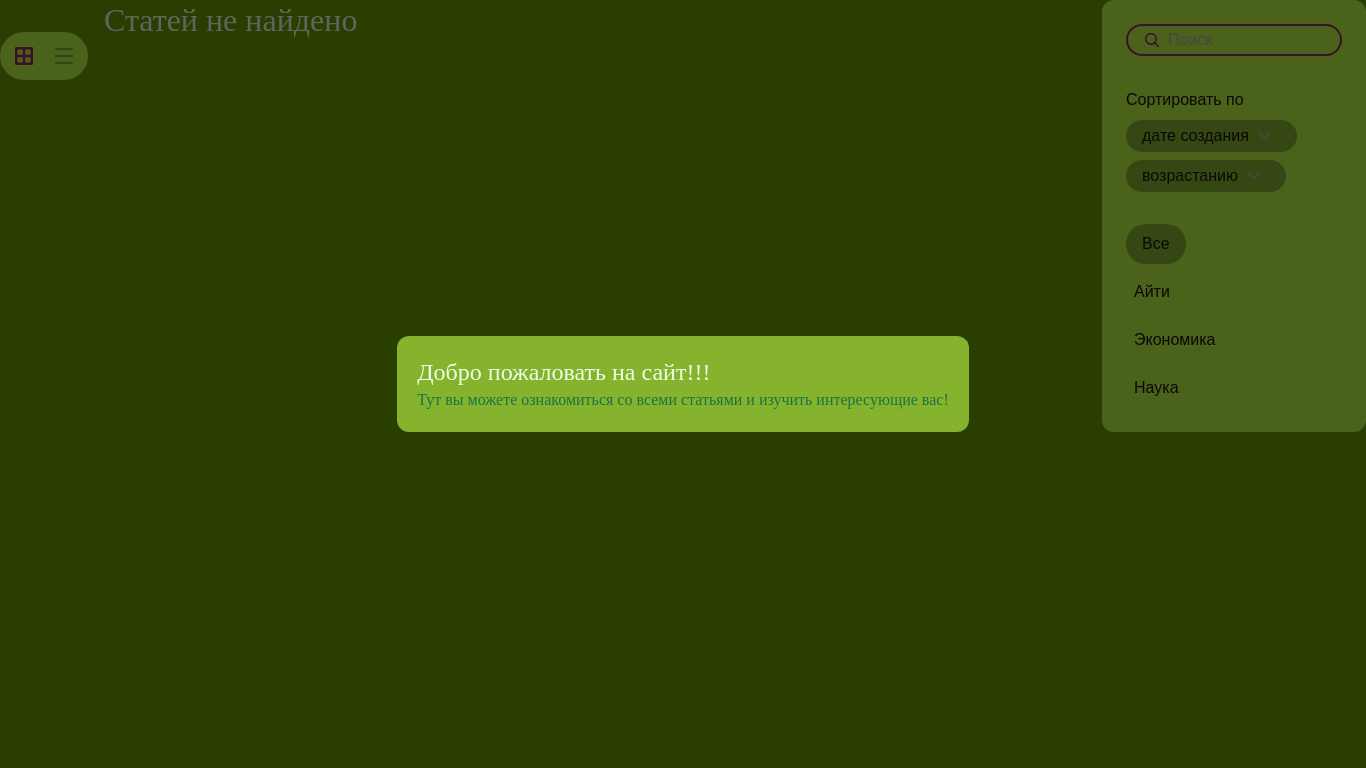 Статей не найдено
Поиск
Сортировать по
дате создания
возрастанию
Все
Айти
Экономика
Наука
Добро пожаловать на сайт!!!
Тут вы можете ознакомиться со всеми статьями и изучить интересующие вас!